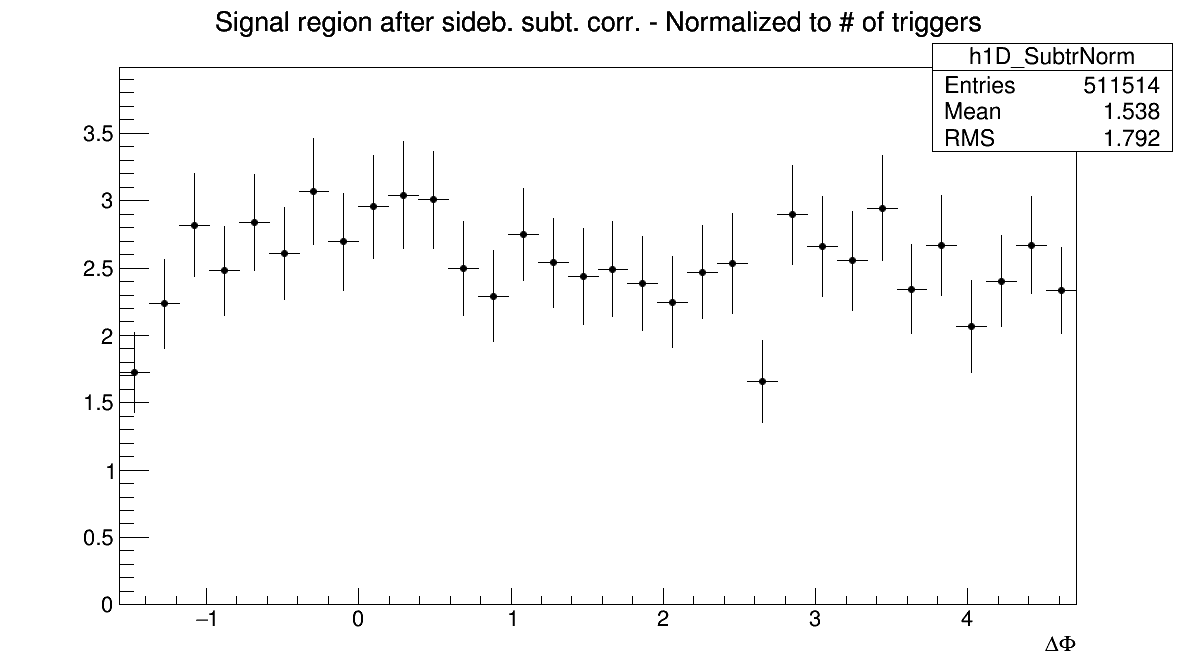 Signal region after sideb. subt. corr. - Normalized to # of triggers
h1D_SubtrNorm
Entries 511514
Mean 1.538
RMS 1.792
3.5
3
2.5
2
1.5
1
0.5
0
−1 0 1 2 3 4
ΔΦ